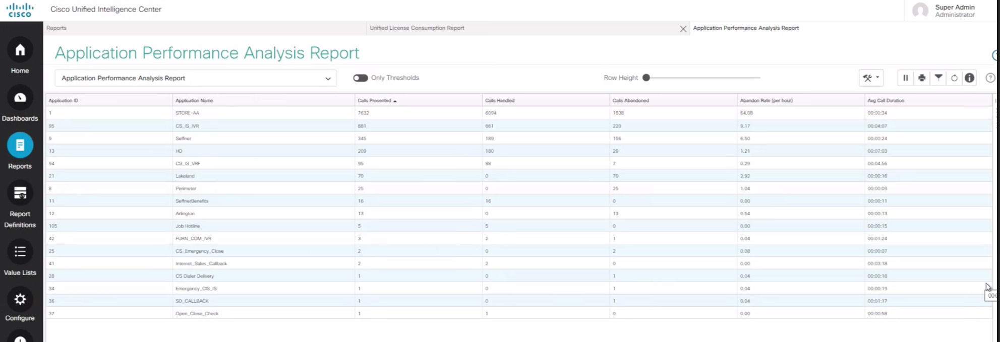 cisco
Cisco Unified Intelligence Center
Super Admin
Administrator
Reports
Unified License Consumption Report
Application Performance Analysis Report
Application Performance Analysis Report
Application Performance Analysis Report
Only Thresholds
Row Height
Home
Dashboards
Reports
Report
Definitions
Value Lists
Configure
Application ID Application Name Calls Presented Calls Handled Calls Abandoned Abandon Rate (per hour) Avg Call Duration
1 STORE-AA 7632 6094 1538 64.08 00:00:34
95 CS_IS_IVR 881 661 220 9.17 00:04:07
9 Seffner 345 189 156 6.50 00:00:24
13 HD 209 180 29 1.21 00:07:03
94 CS_IS_VRF 95 88 7 0.29 00:04:56
21 Lakeland 70 0 70 2.92 00:00:16
8 Perimeter 25 0 25 1.04 00:00:09
11 SeffnerBenefits 16 16 0 0.00 00:00:11
12 Arlington 13 0 13 0.54 00:00:13
105 Job Hotline 5 5 0 0.00 00:00:15
42 FURN_COM_IVR 3 2 1 0.04 00:01:24
25 CS_Emergency_Close 2 0 2 0.08 00:00:07
41 Internet_Sales_Callback 2 2 0 0.00 00:03:18
28 CS Dialer Delivery 1 0 1 0.04 00:00:18
34 Emergency_CIS_IS 1 0 1 0.04 00:00:19
36 SD_CALLBACK 1 0 1 0.04 00:01:17
37 Open_Close_Check 1 1 0 0.00 00:00:58